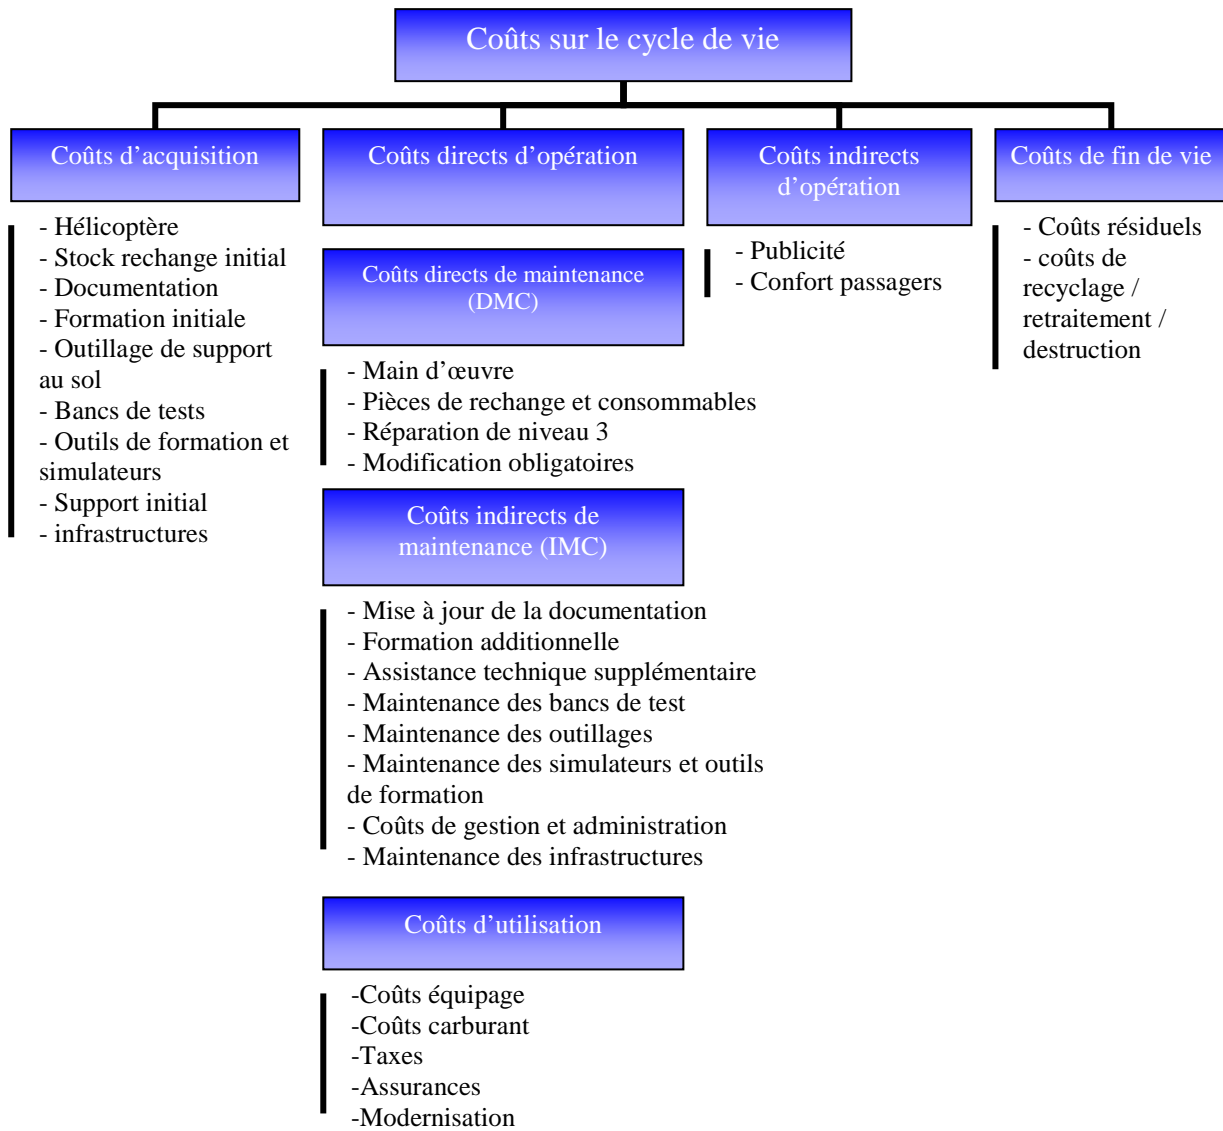 Coûts sur le cycle de vie
Coûts d’acquisition
- Hélicoptère
- Stock rechange initial
- Documentation
- Formation initiale
- Outillage de support
au sol
- Bancs de tests
- Outils de formation et
simulateurs
- Support initial
- infrastructures
Coûts directs d’opération
Coûts directs de maintenance
(DMC)
- Main d’œuvre
- Pièces de rechange et consommables
- Réparation de niveau 3
- Modification obligatoires
Coûts indirects de
maintenance (IMC)
- Mise à jour de la documentation
- Formation additionnelle
- Assistance technique supplémentaire
- Maintenance des bancs de test
- Maintenance des outillages
- Maintenance des simulateurs et outils
de formation
- Coûts de gestion et administration
- Maintenance des infrastructures
Coûts d’utilisation
-Coûts équipage
-Coûts carburant
-Taxes
-Assurances
-Modernisation
Coûts indirects
d’opération
- Publicité
- Confort passagers
Coûts de fin de vie
- Coûts résiduels
- coûts de
recyclage /
retraitement /
destruction